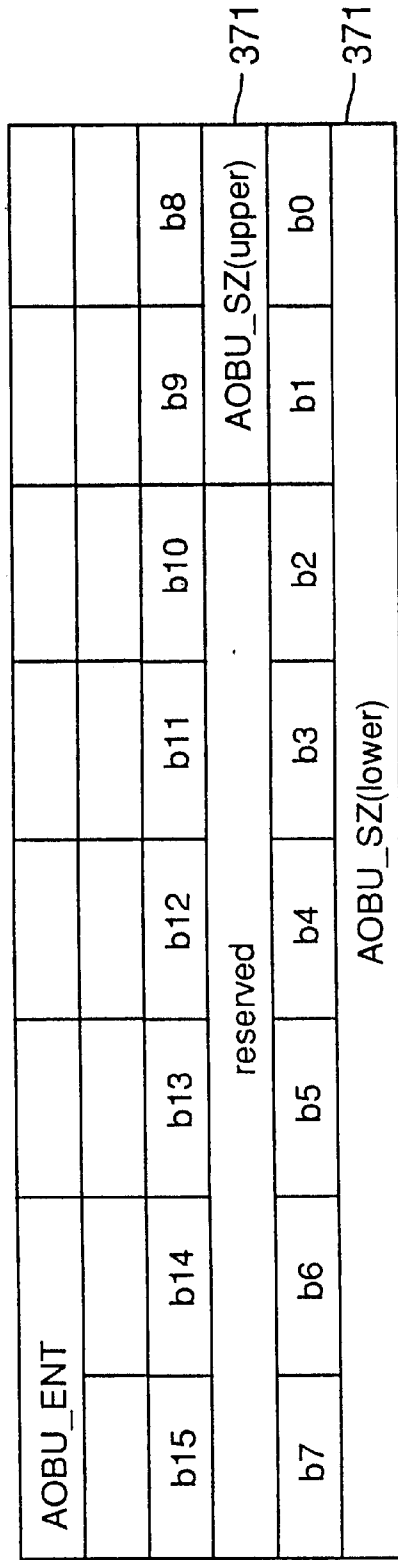 AOBU_ENT
b15 b14 b13 b12 b11 b10 b9 b8
reserved AOBU_SZ(upper) 371
b7 b6 b5 b4 b3 b2 b1 b0
AOBU_SZ(lower) 371